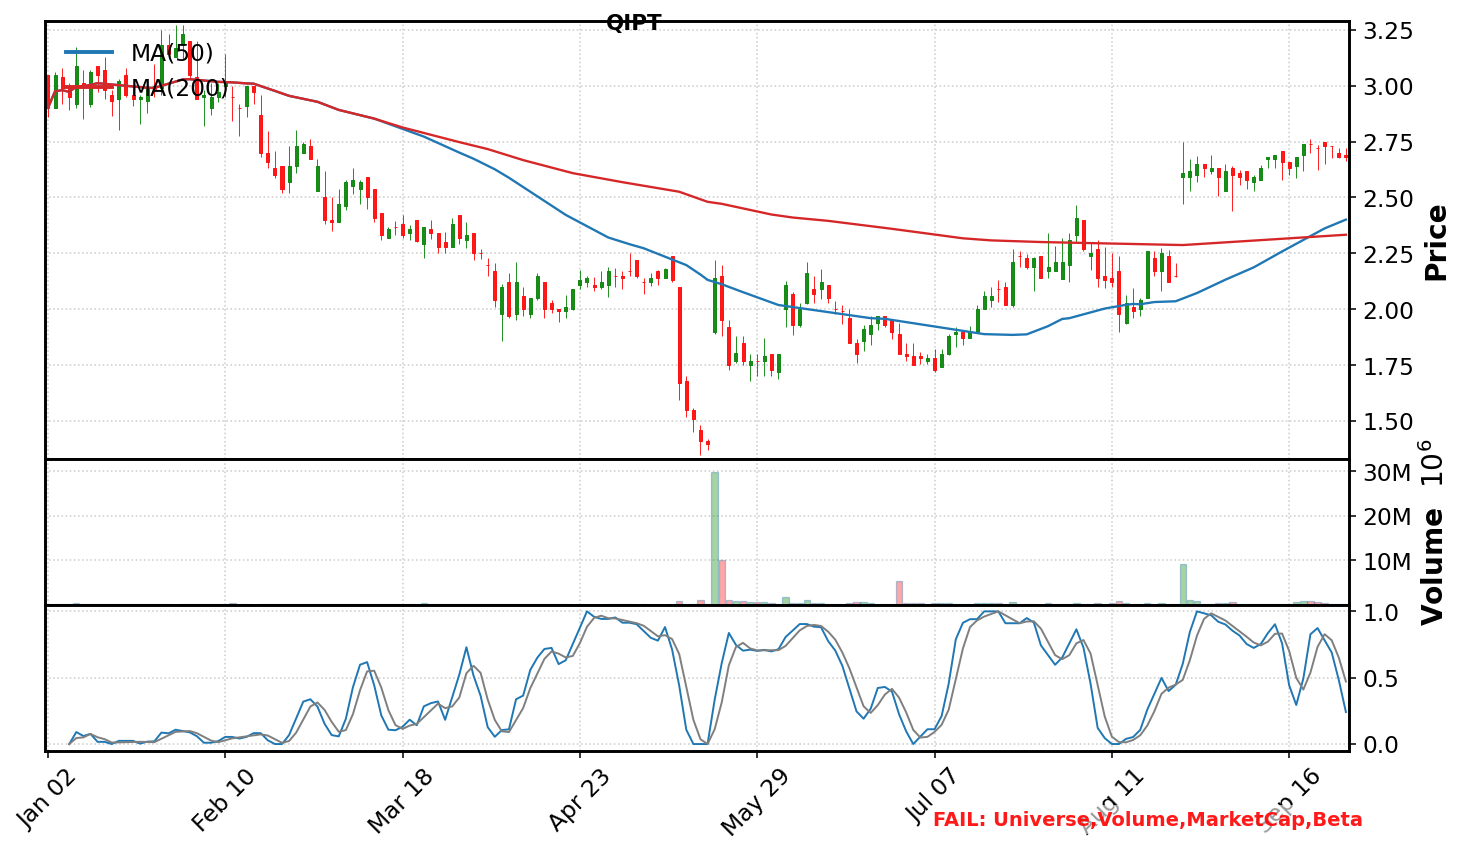 QIPT
MA(50)
MA(200)
3.25
3.00
2.75
2.50
2.25
2.00
1.75
1.50
Price
30M
20M
10M
Volume 10^6
1.0
0.5
0.0
Jan 02
Feb 10
Mar 18
Apr 23
May 29
Jul 07
Aug 11
Sep 16
FAIL: Universe,Volume,MarketCap,Beta